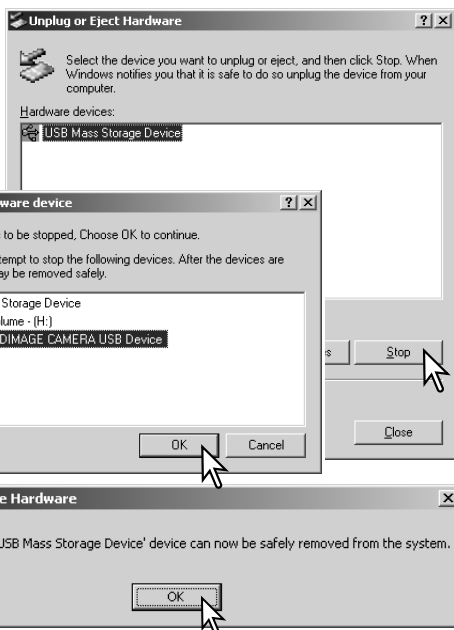 Unplug or Eject Hardware
Select the device you want to unplug or eject, and then click Stop. When
Windows notifies you that it is safe to do so unplug the device from your
computer.
Hardware devices:
USB Mass Storage Device
device
to be stopped, Choose OK to continue.
to stop the following devices. After the devices are
be removed safely.
Storage Device
- (H:)
DIMAGE CAMERA USB Device
Stop
OK
Cancel
Close
Hardware
USB Mass Storage Device' device can now be safely removed from the system.
OK